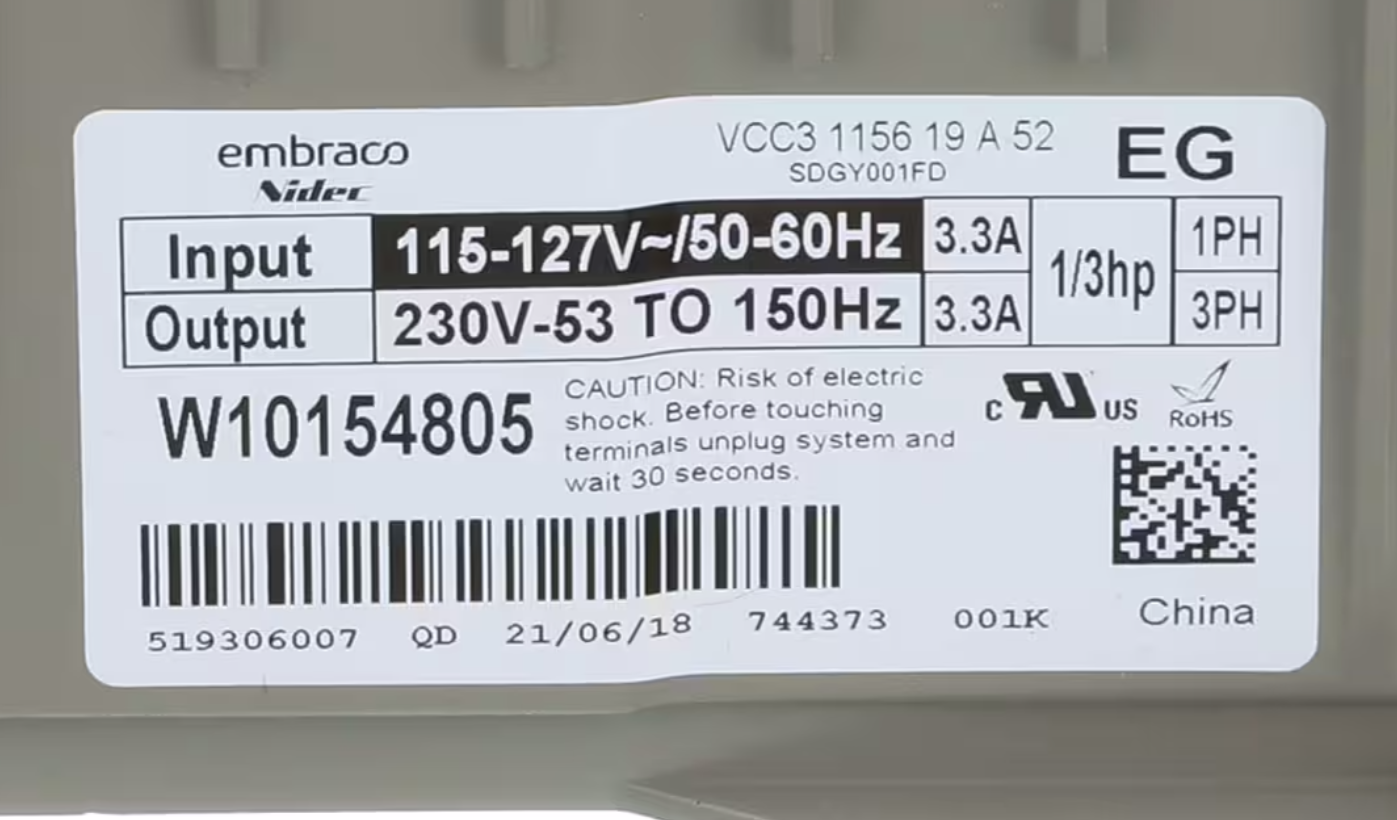 embraco
Nidec
VCC3 1156 19 A 52
SDGY001FD
EG
Input 115-127V~/50-60Hz 3.3A 1/3hp 1PH
Output 230V-53 TO 150Hz 3.3A 3PH
W10154805
CAUTION: Risk of electric
shock. Before touching
terminals unplug system and
wait 30 seconds.
C RU US
RoHS
519306007 QD 21/06/18 744373 001K
China